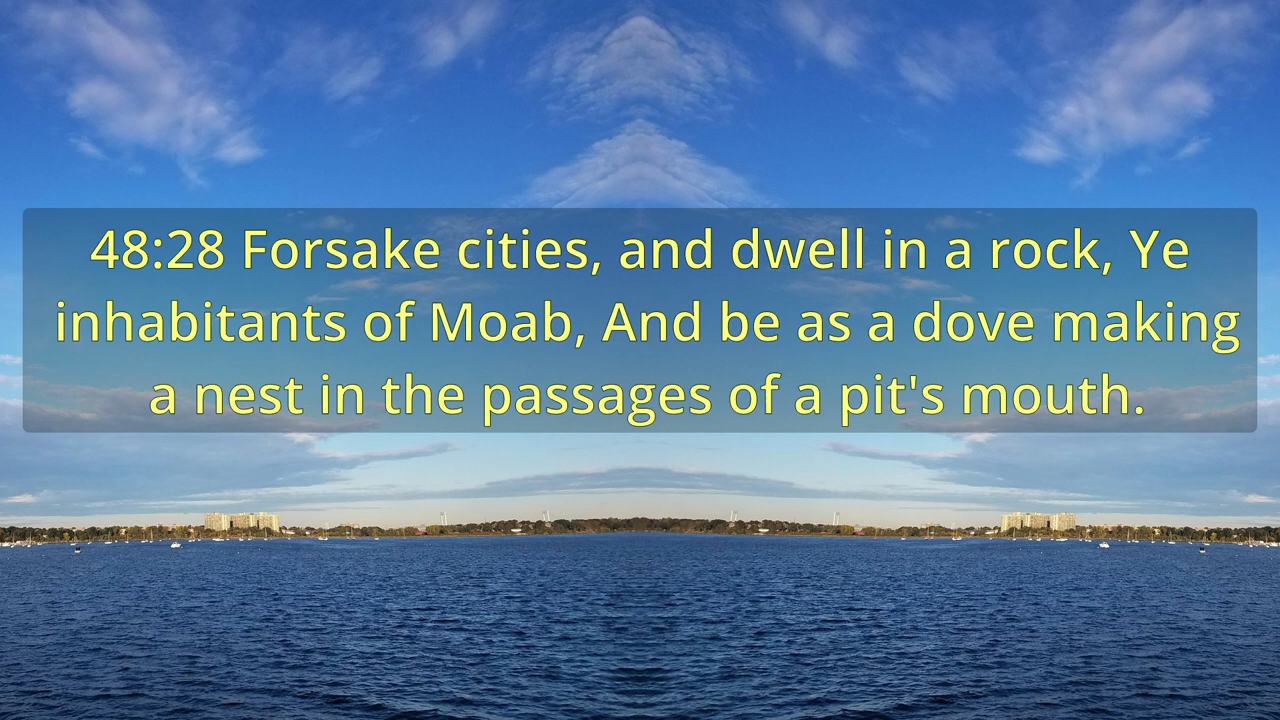 48:28 Forsake cities, and dwell in a rock, Ye
inhabitants of Moab, And be as a dove making
a nest in the passages of a pit's mouth.